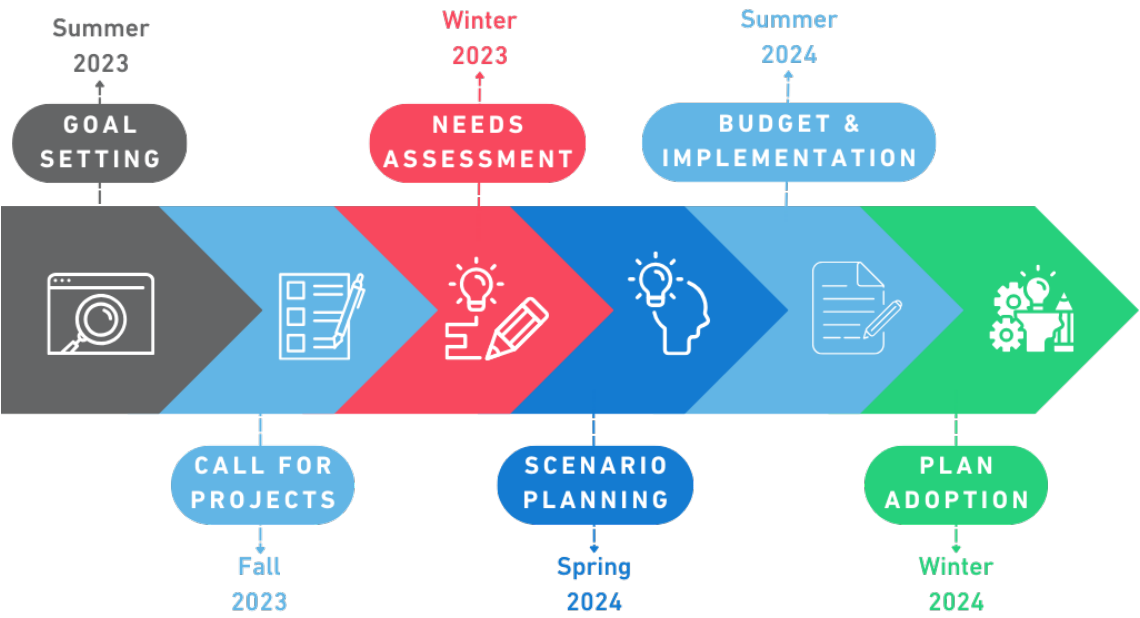 Summer
2023
GOAL
SETTING
CALL FOR
PROJECTS
Fall
2023
Winter
2023
NEEDS
ASSESSMENT
SCENARIO
PLANNING
Spring
2024
Summer
2024
BUDGET &
IMPLEMENTATION
PLAN
ADOPTION
Winter
2024